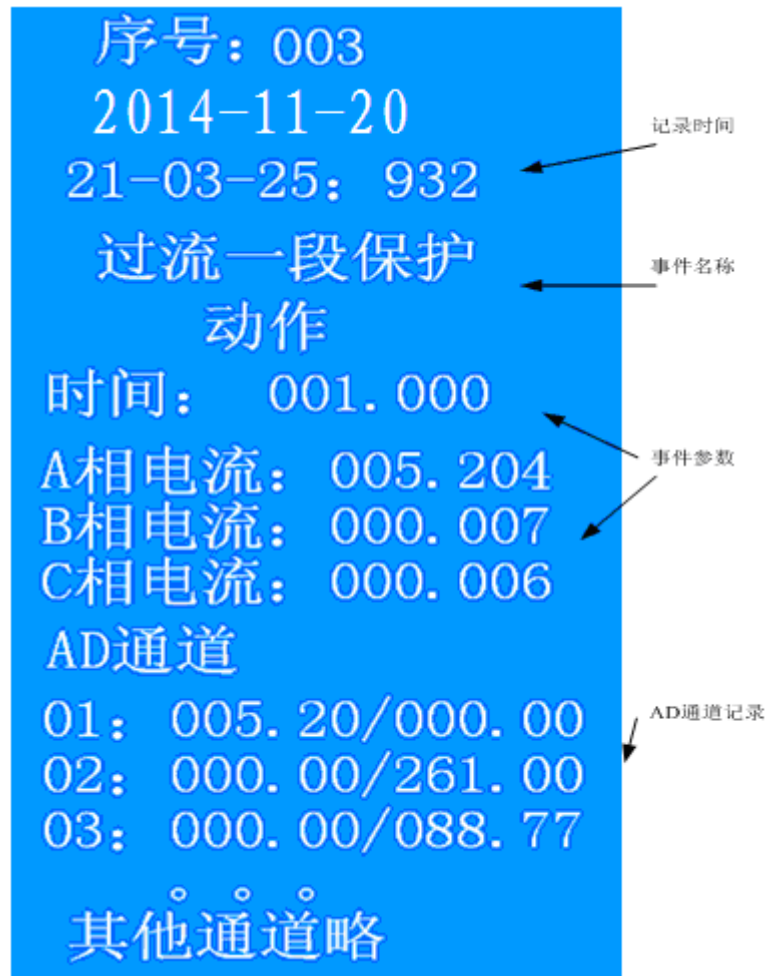 序号: 003
2014-11-20
21-03-25: 932
过流一段保护
动作
时间: 001.000
A相电流: 005.204
B相电流: 000.007
C相电流: 000.006
AD通道
01: 005.20/000.00
02: 000.00/261.00
03: 000.00/088.77
。。。
其他通道略
记录时间
事件名称
事件参数
AD通道记录